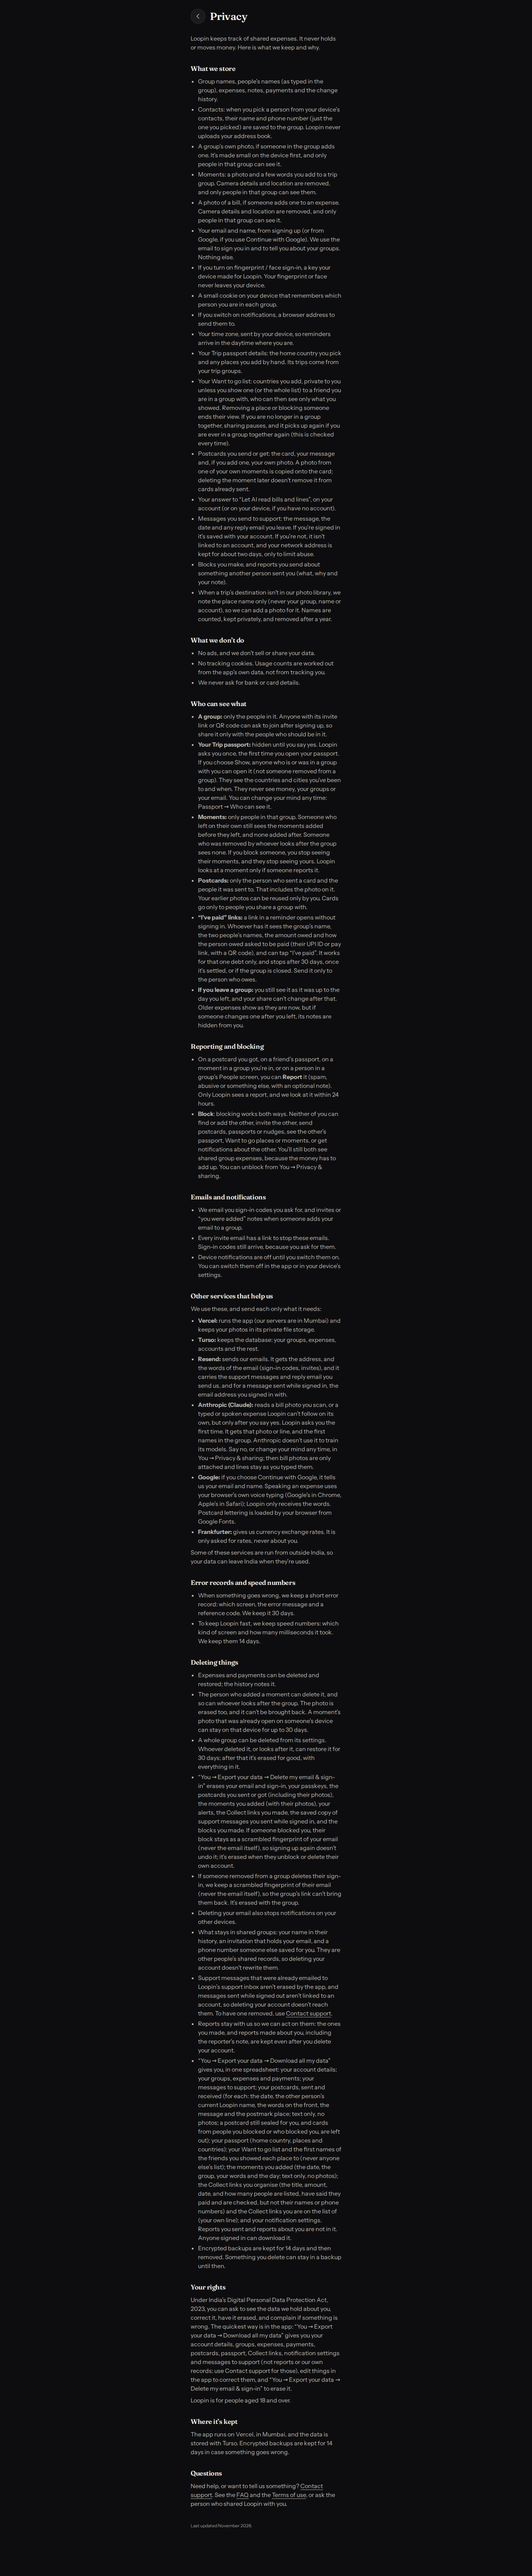 Privacy
Loopin keeps track of shared expenses. It never holds
or moves money. Here is what we keep and why.
What we store
Group names, people's names (as typed in the
group), expenses, notes, payments and the change
history.
Contacts: when you pick a person from your device's
contacts, their name and phone number (just the
one you picked) are saved to the group. Loopin never
uploads your address book.
A group's own photo, if someone in the group adds
one. It's made small on the device first, and only
people in that group can see it.
Moments: a photo and a few words you add to a trip
group. Camera details and location are removed,
and only people in that group can see them.
A photo of a bill, if someone adds one to an expense.
Camera details and location are removed, and only
people in that group can see it.
Your email and name, from signing up (or from
Google, if you use Continue with Google). We use the
email to sign you in and to tell you about your groups.
Nothing else.
If you turn on fingerprint / face sign-in, a key your
device made for Loopin. Your fingerprint or face
never leaves your device.
A small cookie on your device that remembers which
person you are in each group.
If you switch on notifications, a browser address to
send them to.
Your time zone, sent by your device, so reminders
arrive in the daytime where you are.
Your Trip passport details: the home country you pick
and any places you add by hand. Its trips come from
your trip groups.
Your Want to go list: countries you add, private to you
unless you show one (or the whole list) to a friend you
are in a group with, who can then see only what you
showed. Removing a place or blocking someone
ends their view. If you are no longer in a group
together, sharing pauses, and it picks up again if you
are ever in a group together again (this is checked
every time).
Postcards you send or get: the card, your message
and, if you add one, your own photo. A photo from
one of your own moments is copied onto the card;
deleting the moment later doesn't remove it from
cards already sent.
Your answer to "Let AI read bills and lines", on your
account (or on your device, if you have no account).
Messages you send to support: the message, the
date and any reply email you leave. If you're signed in
it's saved with your account. If you're not, it isn't
linked to an account, and your network address is
kept for about two days, only to limit abuse.
Blocks you make, and reports you send about
something another person sent you (what, why and
your note).
When a trip's destination isn't in our photo library, we
note the place name only (never your group, name or
account), so we can add a photo for it. Names are
counted, kept privately, and removed after a year.
What we don't do
No ads, and we don't sell or share your data.
No tracking cookies. Usage counts are worked out
from the app's own data, not from tracking you.
We never ask for bank or card details.
Who can see what
A group: only the people in it. Anyone with its invite
link or QR code can ask to join after signing up, so
share it only with the people who should be in it.
Your Trip passport: hidden until you say yes. Loopin
asks you once, the first time you open your passport.
If you choose Show, anyone who is or was in a group
with you can open it (not someone removed from a
group). They see the countries and cities you've been
to and when. They never see money, your groups or
your email. You can change your mind any time:
Passport → Who can see it.
Moments: only people in that group. Someone who
left on their own still sees the moments added
before they left, and none added after. Someone
who was removed by whoever looks after the group
sees none. If you block someone, you stop seeing
their moments, and they stop seeing yours. Loopin
looks at a moment only if someone reports it.
Postcards: only the person who sent a card and the
people it was sent to. That includes the photo on it.
Your earlier photos can be reused only by you. Cards
go only to people you share a group with.
"I've paid" links: a link in a reminder opens without
signing in. Whoever has it sees the group's name,
the two people's names, the amount owed and how
the person owed asked to be paid (their UPI ID or pay
link, with a QR code), and can tap "I've paid". It works
for that one debt only, and stops after 30 days, once
it's settled, or if the group is closed. Send it only to
the person who owes.
If you leave a group: you still see it as it was up to the
day you left, and your share can't change after that.
Older expenses show as they are now, but if
someone changes one after you left, its notes are
hidden from you.
Reporting and blocking
On a postcard you got, on a friend's passport, on a
moment in a group you're in, or on a person in a
group's People screen, you can Report it (spam,
abusive or something else, with an optional note).
Only Loopin sees a report, and we look at it within 24
hours.
Block: blocking works both ways. Neither of you can
find or add the other, invite the other, send
postcards, passports or nudges, see the other's
passport, Want to go places or moments, or get
notifications about the other. You'll still both see
shared group expenses, because the money has to
add up. You can unblock from You → Privacy &
sharing.
Emails and notifications
We email you sign-in codes you ask for, and invites or
"you were added" notes when someone adds your
email to a group.
Every invite email has a link to stop these emails.
Sign-in codes still arrive, because you ask for them.
Device notifications are off until you switch them on.
You can switch them off in the app or in your device's
settings.
Other services that help us
We use these, and send each only what it needs:
Vercel: runs the app (our servers are in Mumbai) and
keeps your photos in its private file storage.
Turso: keeps the database: your groups, expenses,
accounts and the rest.
Resend: sends our emails. It gets the address, and
the words of the email (sign-in codes, invites), and it
carries the support messages and reply email you
send us, and for a message sent while signed in, the
email address you signed in with.
Anthropic (Claude): reads a bill photo you scan, or a
typed or spoken expense Loopin can't follow on its
own, but only after you say yes. Loopin asks you the
first time. It gets that photo or line, and the first
names in the group. Anthropic doesn't use it to train
its models. Say no, or change your mind any time, in
You → Privacy & sharing; then bill photos are only
attached and lines stay as you typed them.
Google: if you choose Continue with Google, it tells
us your email and name. Speaking an expense uses
your browser's own voice typing (Google's in Chrome,
Apple's in Safari); Loopin only receives the words.
Postcard lettering is loaded by your browser from
Google Fonts.
Frankfurter: gives us currency exchange rates. It is
only asked for rates, never about you.
Some of these services are run from outside India, so
your data can leave India when they're used.
Error records and speed numbers
When something goes wrong, we keep a short error
record: which screen, the error message and a
reference code. We keep it 30 days.
To keep Loopin fast, we keep speed numbers: which
kind of screen and how many milliseconds it took.
We keep them 14 days.
Deleting things
Expenses and payments can be deleted and
restored; the history notes it.
The person who added a moment can delete it, and
so can whoever looks after the group. The photo is
erased too, and it can't be brought back. A moment's
photo that was already open on someone's device
can stay on that device for up to 30 days.
A whole group can be deleted from its settings.
Whoever deleted it, or looks after it, can restore it for
30 days; after that it's erased for good, with
everything in it.
"You → Export your data → Delete my email & sign-
in" erases your email and sign-in, your passkeys, the
postcards you sent or got (including their photos),
the moments you added (with their photos), your
alerts, the Collect links you made, the saved copy of
support messages you sent while signed in, and the
blocks you made. If someone blocked you, their
block stays as a scrambled fingerprint of your email
(never the email itself), so signing up again doesn't
undo it; it's erased when they unblock or delete their
own account.
If someone removed from a group deletes their sign-
in, we keep a scrambled fingerprint of their email
(never the email itself), so the group's link can't bring
them back. It's erased with the group.
Deleting your email also stops notifications on your
other devices.
What stays in shared groups: your name in their
history, an invitation that holds your email, and a
phone number someone else saved for you. They are
other people's shared records, so deleting your
account doesn't rewrite them.
Support messages that were already emailed to
Loopin's support inbox aren't erased by the app, and
messages sent while signed out aren't linked to an
account, so deleting your account doesn't reach
them. To have one removed, use Contact support.
Reports stay with us so we can act on them: the ones
you made, and reports made about you, including
the reporter's note, are kept even after you delete
your account.
"You → Export your data → Download all my data"
gives you, in one spreadsheet: your account details;
your groups, expenses and payments; your
messages to support; your postcards, sent and
received (for each: the date, the other person's
current Loopin name, the words on the front, the
message and the postmark place; text only, no
photos; a postcard still sealed for you, and cards
from people you blocked or who blocked you, are left
out); your passport (home country, places and
countries); your Want to go list and the first names of
the friends you showed each place to (never anyone
else's list); the moments you added (the date, the
group, your words and the day; text only, no photos);
the Collect links you organise (the title, amount,
date, and how many people are listed, have said they
paid and are checked, but not their names or phone
numbers) and the Collect links you are on the list of
(your own line); and your notification settings.
Reports you sent and reports about you are not in it.
Anyone signed in can download it.
Encrypted backups are kept for 14 days and then
removed. Something you delete can stay in a backup
until then.
Your rights
Under India's Digital Personal Data Protection Act,
2023, you can ask to see the data we hold about you,
correct it, have it erased, and complain if something is
wrong. The quickest way is in the app: "You → Export
your data → Download all my data" gives you your
account details, groups, expenses, payments,
postcards, passport, Collect links, notification settings
and messages to support (not reports or our own
records; use Contact support for those), edit things in
the app to correct them, and "You → Export your data →
Delete my email & sign-in" to erase it.
Loopin is for people aged 18 and over.
Where it's kept
The app runs on Vercel, in Mumbai, and the data is
stored with Turso. Encrypted backups are kept for 14
days in case something goes wrong.
Questions
Need help, or want to tell us something? Contact
support. See the FAQ and the Terms of use, or ask the
person who shared Loopin with you.
Last updated November 2026.